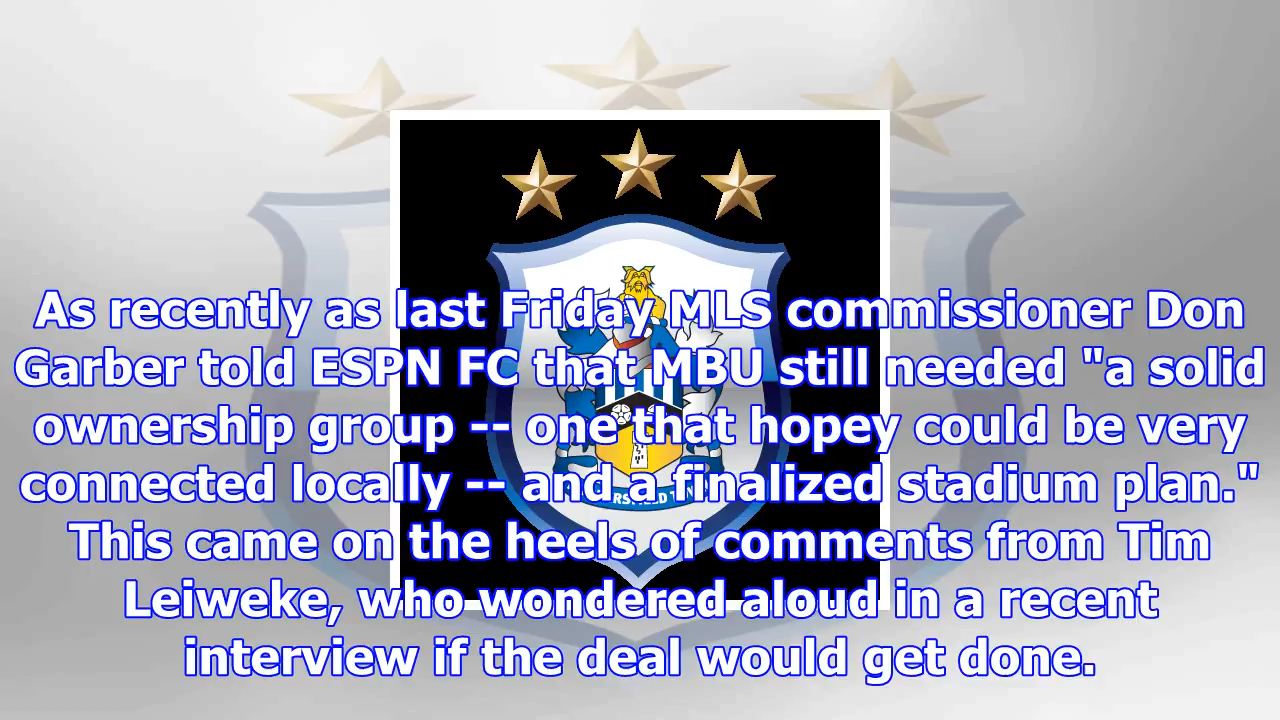 As recently as last Friday MLS commissioner Don
Garber told ESPN FC that MBU still needed "a solid
ownership group -- one that hopey could be very
connected locally -- and a finalized stadium plan."
This came on the heels of comments from Tim
Leiweke, who wondered aloud in a recent
interview if the deal would get done.